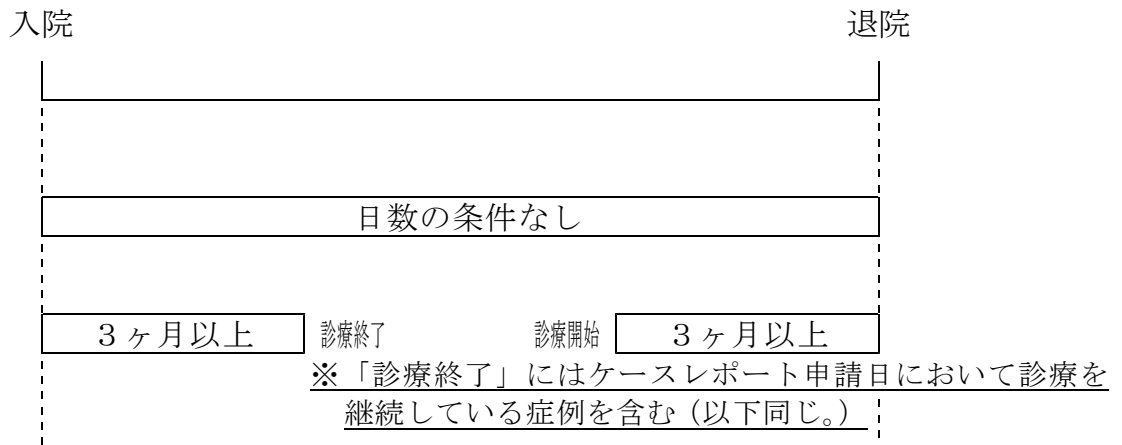 入院 退院
日数の条件なし
3ヶ月以上 診療終了 診療開始 3ヶ月以上
※「診療終了」にはケースレポート申請日において診療を
継続している症例を含む（以下同じ。）